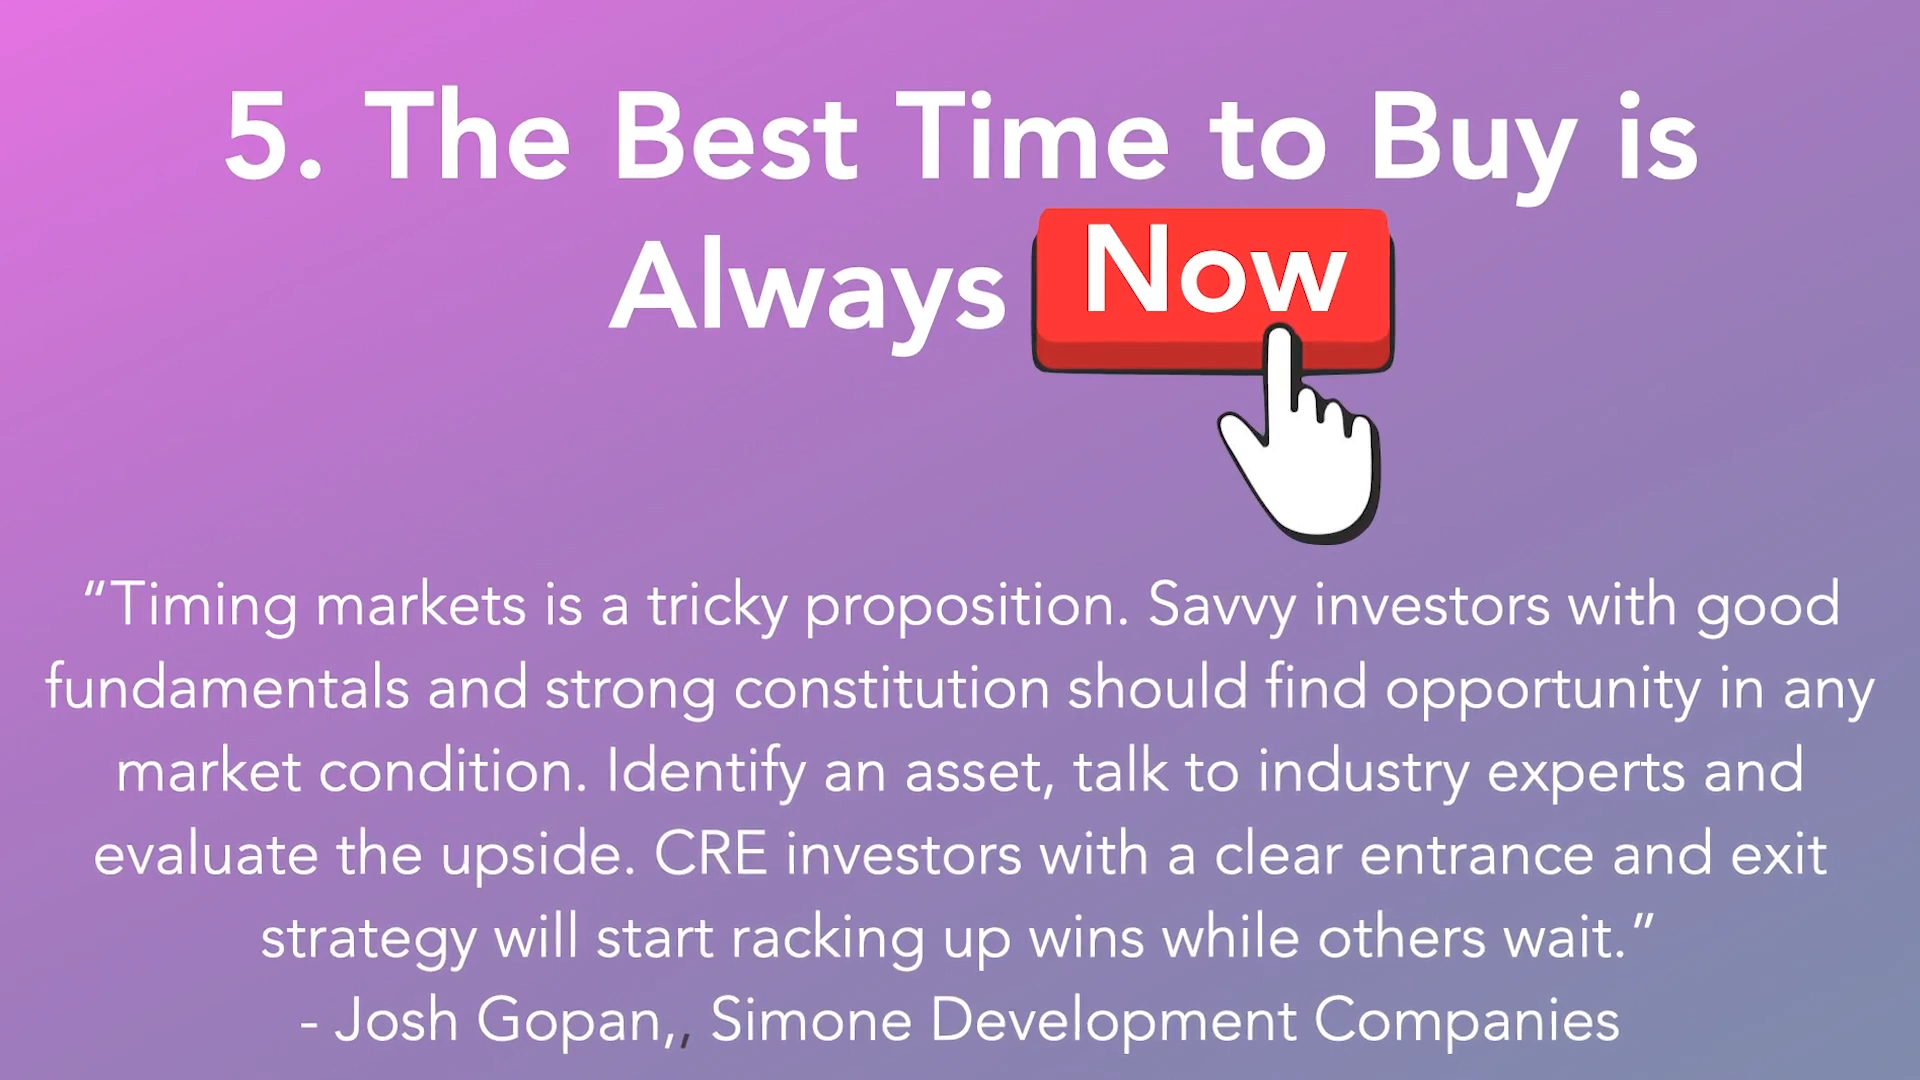 5. The Best Time to Buy is
Always Now
“Timing markets is a tricky proposition. Savvy investors with good
fundamentals and strong constitution should find opportunity in any
market condition. Identify an asset, talk to industry experts and
evaluate the upside. CRE investors with a clear entrance and exit
strategy will start racking up wins while others wait.”
- Josh Gopan,, Simone Development Companies